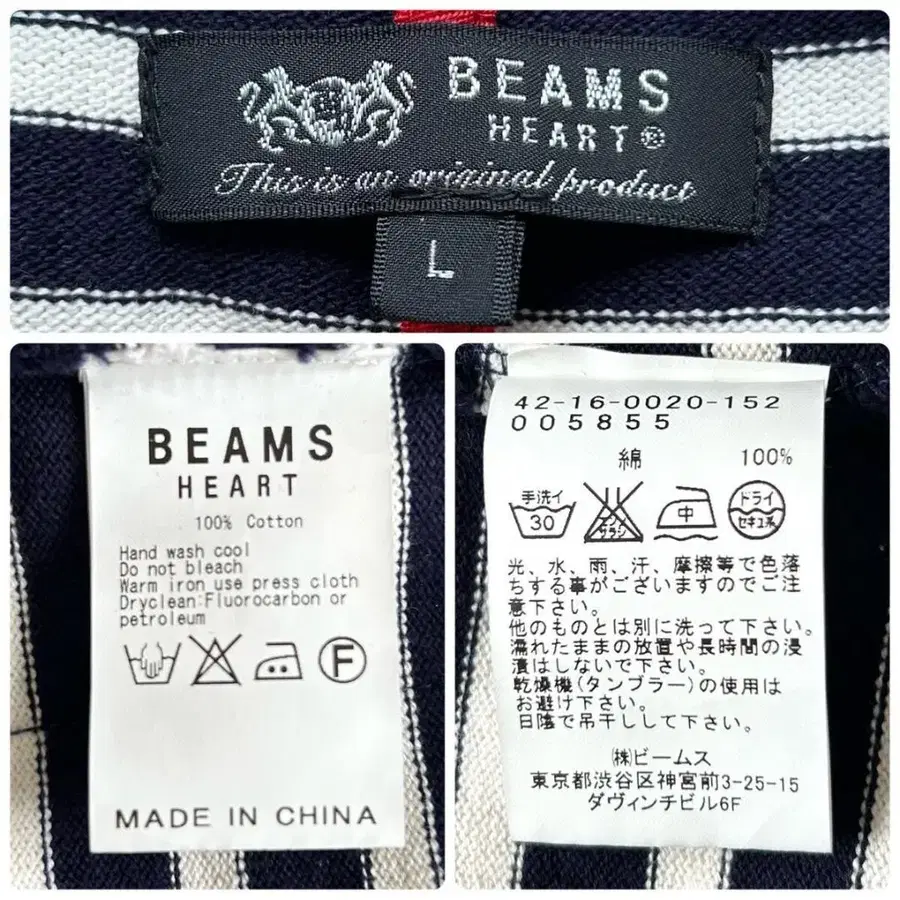 BEAMS
HEART®
This is an original product
L
BEAMS
HEART
100% Cotton
Hand wash cool
Do not bleach
Warm iron use press cloth
Dryclean:Fluorocarbon or
petroleum
F
MADE IN CHINA
42-16-0020-152
005855
綿 100%
手洗イ
30
エンソ
サラシ
中
ドライ
セキユ系
光、水、雨、汗、摩擦等で色落
ちする事がございますのでご注
意下さい。
他のものとは別に洗って下さい。
濡れたままの放置や長時間の浸
漬はしないで下さい。
乾燥機(タンブラー)の使用は
お避け下さい。
日陰で吊干しして下さい。
㈱ビームス
東京都渋谷区神宮前3-25-15
ダヴィンチビル6F